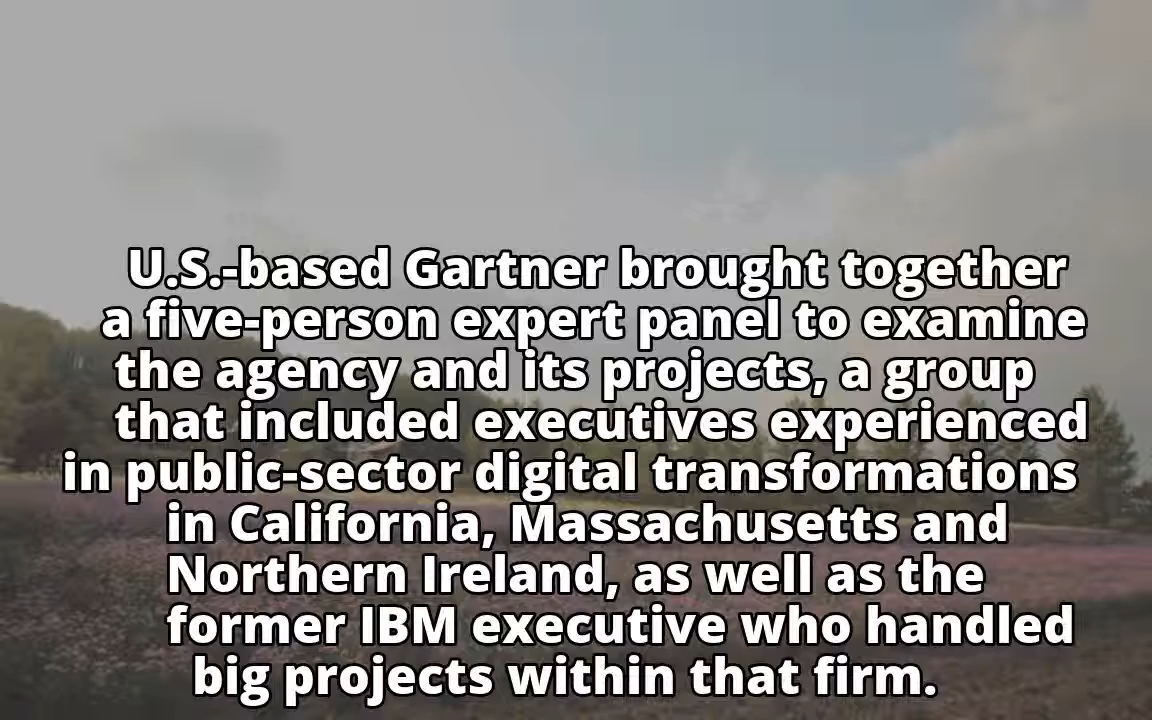 U.S.-based Gartner brought together
a five-person expert panel to examine
the agency and its projects, a group
that included executives experienced
in public-sector digital transformations
in California, Massachusetts and
Northern Ireland, as well as the
former IBM executive who handled
big projects within that firm.